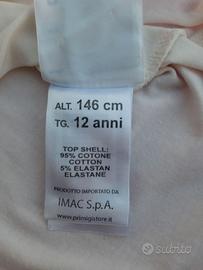 ALT. 146 cm
TG. 12 anni
TOP SHELL:
95% COTONE
COTTON
5% ELASTAN
ELASTANE
PRODOTTO IMPORTATO DA
IMAC S.p.A.
www.primigistore.it
subito